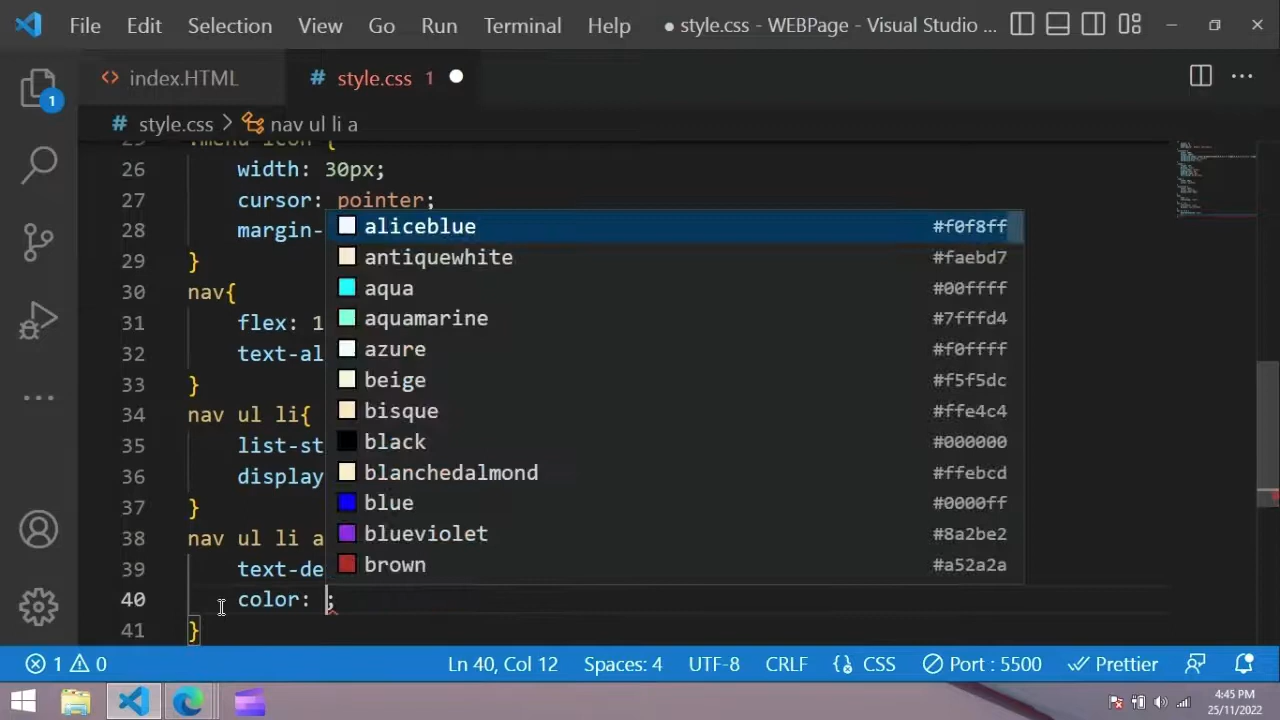 File Edit Selection View Go Run Terminal Help ● style.css - WEBPage - Visual Studio ...
<> index.HTML # style.css 1
1
# style.css > nav ul li a
25 .menu-icon {
26 width: 30px;
27 cursor: pointer;
28 margin-
29 }
30 nav{
31 flex: 1
32 text-al
33 }
34 nav ul li{
35 list-st
36 display
37 }
38 nav ul li a
39 text-de
40 color: ;
41 }
aliceblue #f0f8ff
antiquewhite #faebd7
aqua #00ffff
aquamarine #7fffd4
azure #f0ffff
beige #f5f5dc
bisque #ffe4c4
black #000000
blanchedalmond #ffebcd
blue #0000ff
blueviolet #8a2be2
brown #a52a2a
1 0 Ln 40, Col 12 Spaces: 4 UTF-8 CRLF {} CSS Port : 5500 Prettier
4:45 PM
25/11/2022